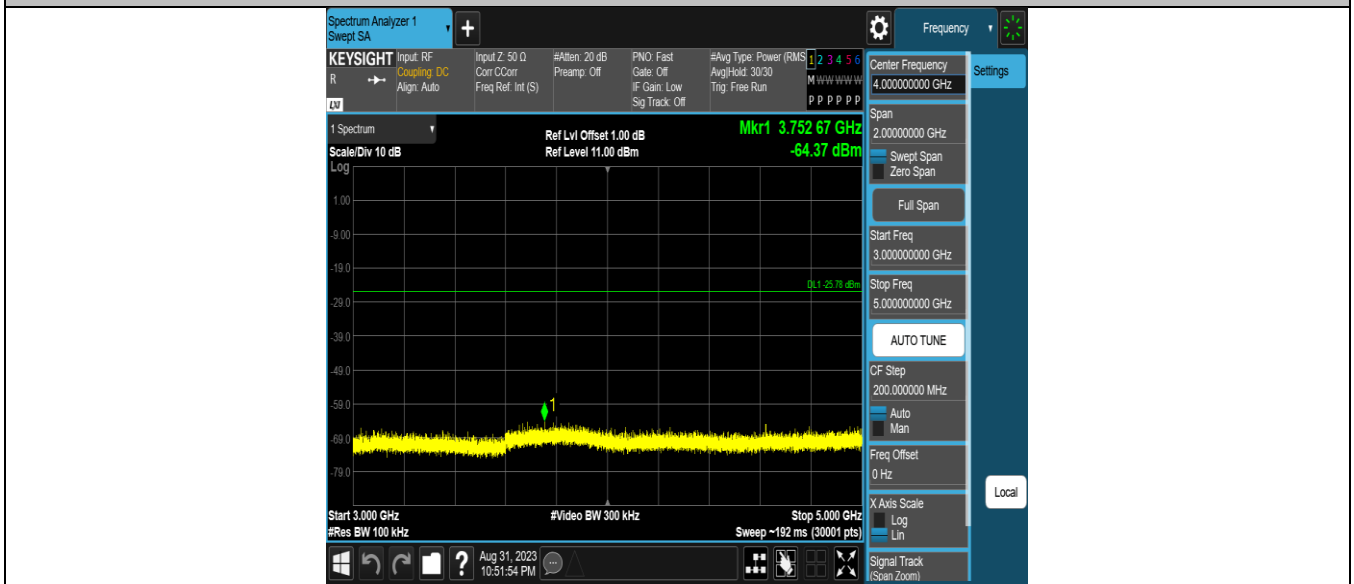 Spectrum Analyzer 1
Swept SA
+
Frequency
KEYSIGHT
R
LXI
Input: RF
Coupling: DC
Align: Auto
Input Z: 50 Ω
Corr CCorr
Freq Ref: Int (S)
#Atten: 20 dB
Preamp: Off
PNO: Fast
Gate: Off
IF Gain: Low
Sig Track: Off
#Avg Type: Power (RMS
Avg|Hold: 30/30
Trig: Free Run
1 2 3 4 5 6
M W W W W W
P P P P P P
1 Spectrum
Scale/Div 10 dB
Log
Ref Lvl Offset 1.00 dB
Ref Level 11.00 dBm
Mkr1 3.752 67 GHz
-64.37 dBm
1.00
-9.00
-19.0
DL1 -25.78 dBm
-29.0
-39.0
-49.0
-59.0
1
-69.0
-79.0
Start 3.000 GHz
#Res BW 100 kHz
#Video BW 300 kHz
Stop 5.000 GHz
Sweep ~192 ms (30001 pts)
?
Aug 31, 2023
10:51:54 PM
Center Frequency
4.000000000 GHz
Settings
Span
2.00000000 GHz
Swept Span
Zero Span
Full Span
Start Freq
3.000000000 GHz
Stop Freq
5.000000000 GHz
AUTO TUNE
CF Step
200.000000 MHz
Auto
Man
Freq Offset
0 Hz
Local
X Axis Scale
Log
Lin
Signal Track
(Span Zoom)